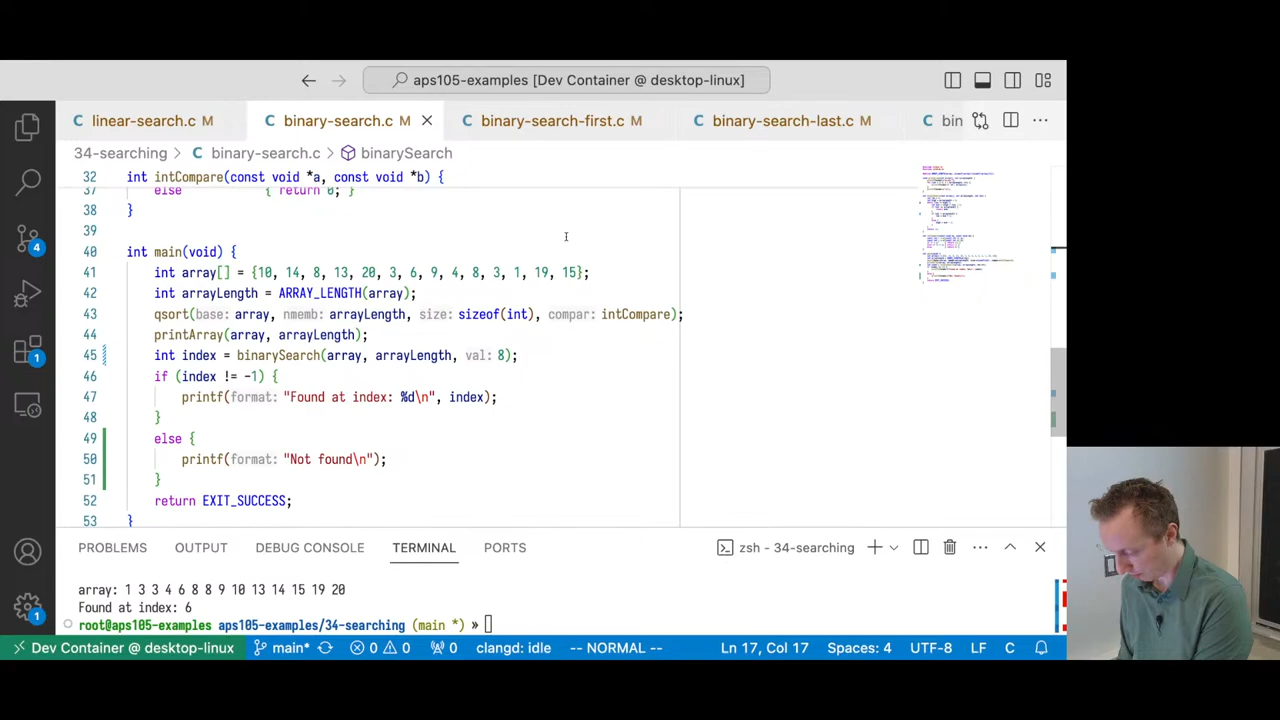 aps105-examples [Dev Container @ desktop-linux]
C linear-search.c M
C binary-search.c M
C binary-search-first.c M
C binary-search-last.c M
C bin
34-searching > C binary-search.c > binarySearch
32 int intCompare(const void *a, const void *b) {
37 else { return 0; }
38 }
39
40 int main(void) {
41 int array[] = {10, 14, 8, 13, 20, 3, 6, 9, 4, 8, 3, 1, 19, 15};
42 int arrayLength = ARRAY_LENGTH(array);
43 qsort(base: array, nmemb: arrayLength, size: sizeof(int), compar: intCompare);
44 printArray(array, arrayLength);
45 int index = binarySearch(array, arrayLength, val: 8);
46 if (index != -1) {
47 printf(format: "Found at index: %d\n", index);
48 }
49 else {
50 printf(format: "Not found\n");
51 }
52 return EXIT_SUCCESS;
53 }
PROBLEMS OUTPUT DEBUG CONSOLE TERMINAL PORTS zsh - 34-searching
array: 1 3 3 4 6 8 8 9 10 13 14 15 19 20
Found at index: 6
root@aps105-examples aps105-examples/34-searching (main *) »
4
1
1
Dev Container @ desktop-linux main* 0 0 0 clangd: idle -- NORMAL -- Ln 17, Col 17 Spaces: 4 UTF-8 LF C